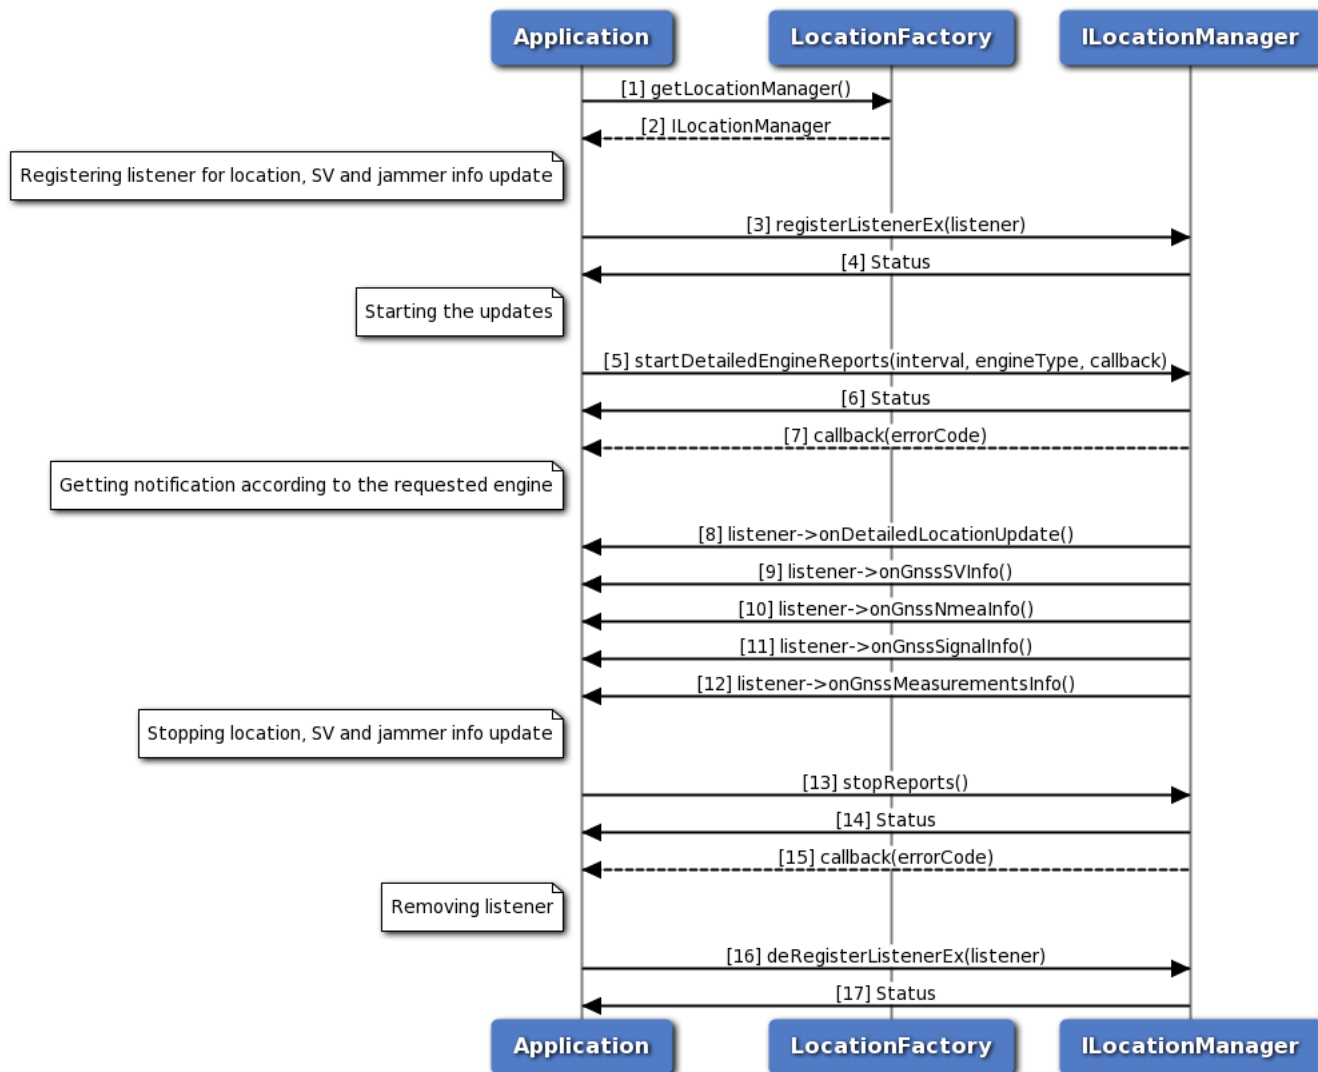 Application LocationFactory ILocationManager
[1] getLocationManager()
[2] ILocationManager
Registering listener for location, SV and jammer info update
[3] registerListenerEx(listener)
[4] Status
Starting the updates
[5] startDetailedEngineReports(interval, engineType, callback)
[6] Status
[7] callback(errorCode)
Getting notification according to the requested engine
[8] listener->onDetailedLocationUpdate()
[9] listener->onGnssSVInfo()
[10] listener->onGnssNmeaInfo()
[11] listener->onGnssSignalInfo()
[12] listener->onGnssMeasurementsInfo()
Stopping location, SV and jammer info update
[13] stopReports()
[14] Status
[15] callback(errorCode)
Removing listener
[16] deRegisterListenerEx(listener)
[17] Status
Application LocationFactory ILocationManager